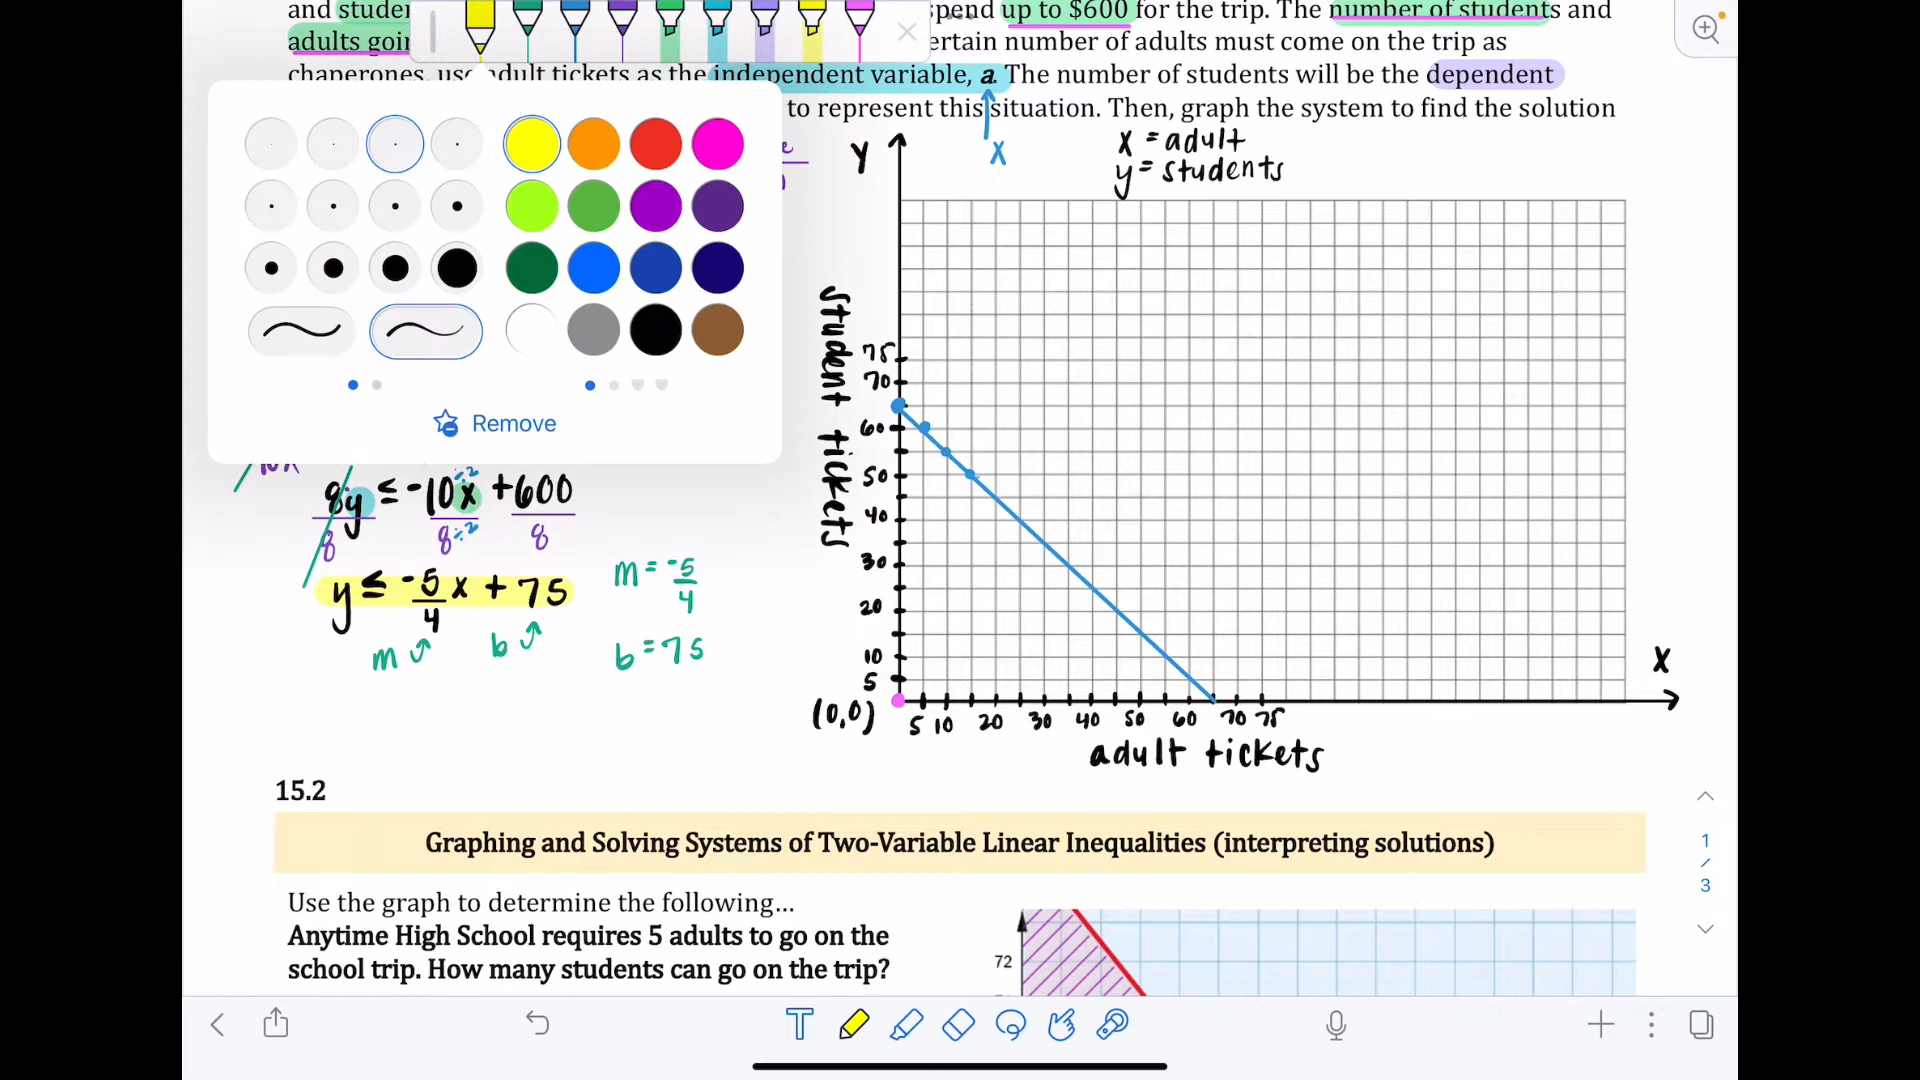 and studen
spend up to $600 for the trip. The number of students and
adults goin
ertain number of adults must come on the trip as
chaperones, use adult tickets as the independent variable, a. The number of students will be the dependent
to represent this situation. Then, graph the system to find the solution
x
x = adult
y = students
Y
Remove
10x
8y ≤ -10x + 600
÷2
8 8 ÷2 8
y ≤ -5/4 x + 75
m b
m = -5/4
b = 75
student tickets
75
70
60
50
40
30
20
10
5
(0,0)
5 10 20 30 40 50 60 70 75
X
adult tickets
15.2
Graphing and Solving Systems of Two-Variable Linear Inequalities (interpreting solutions)
Use the graph to determine the following...
Anytime High School requires 5 adults to go on the
school trip. How many students can go on the trip?
72
1
/
3
T